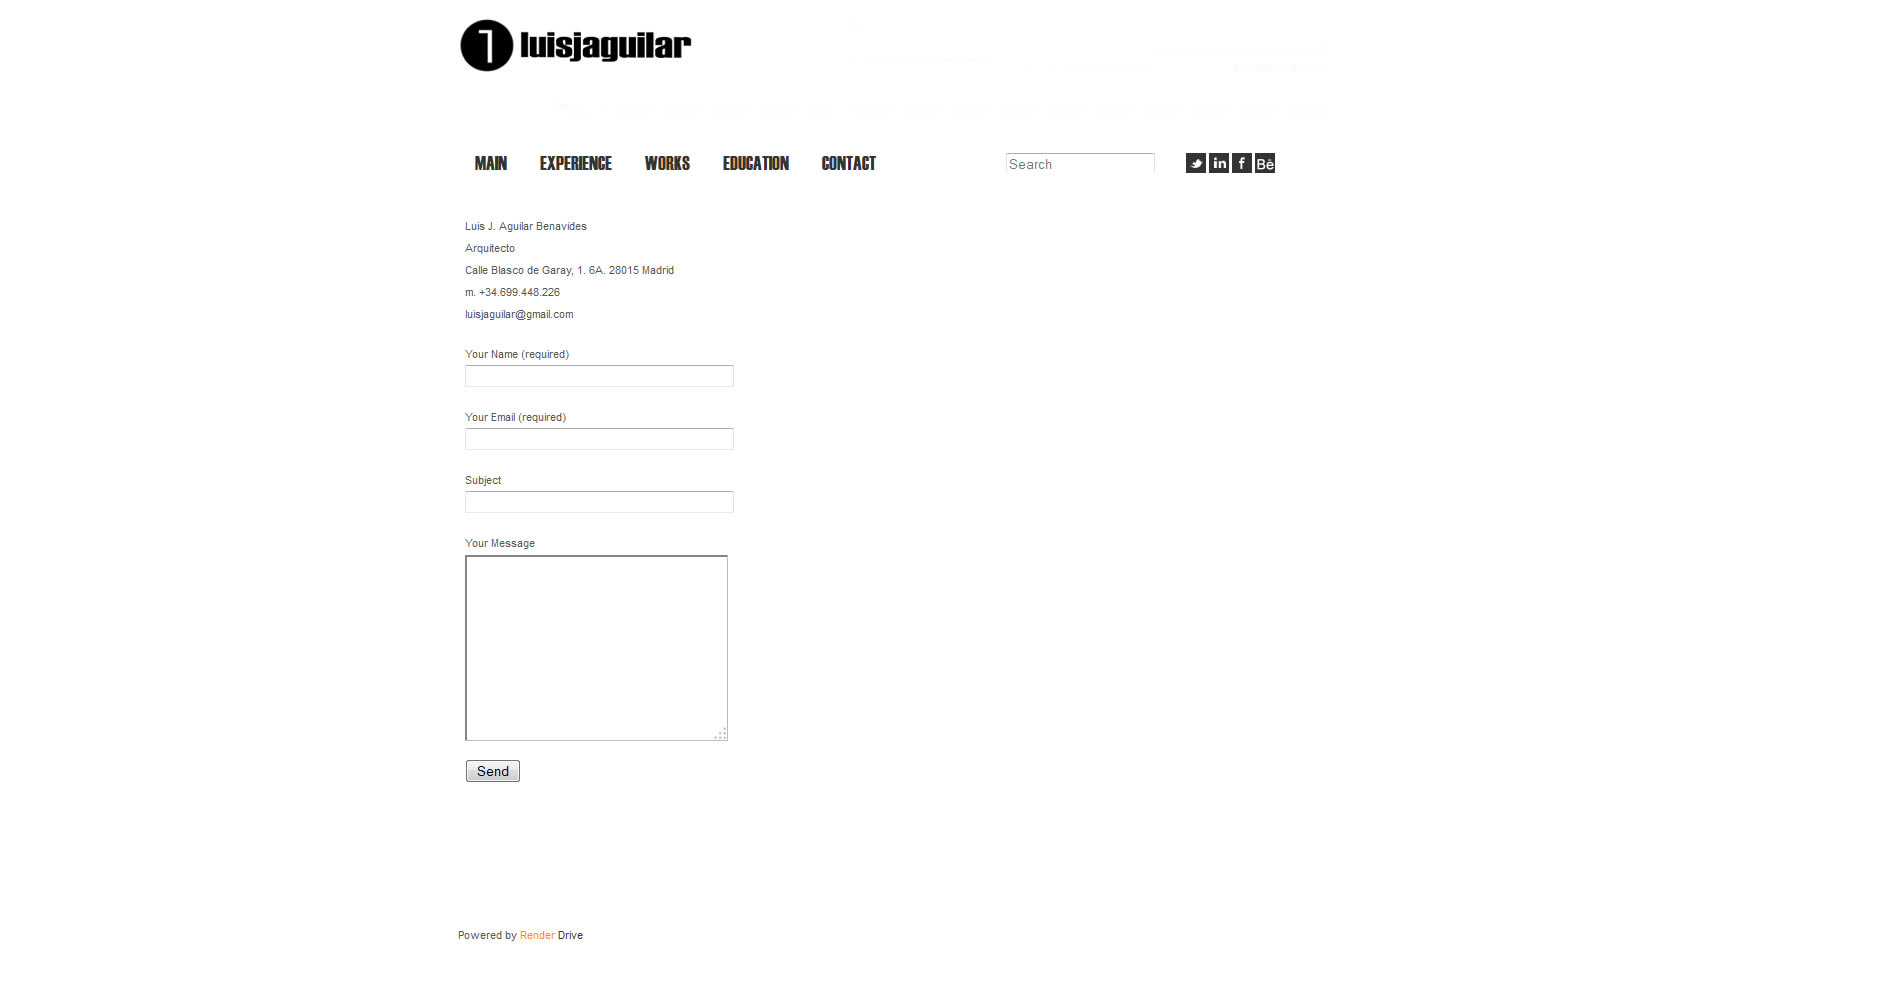 1 luisjaguilar
MAIN EXPERIENCE WORKS EDUCATION CONTACT Search in f Bē
Luis J. Aguilar Benavides
Arquitecto
Calle Blasco de Garay, 1. 6A. 28015 Madrid
m. +34.699.448.226
luisjaguilar@gmail.com
Your Name (required)
Your Email (required)
Subject
Your Message
Send
Powered by Render Drive